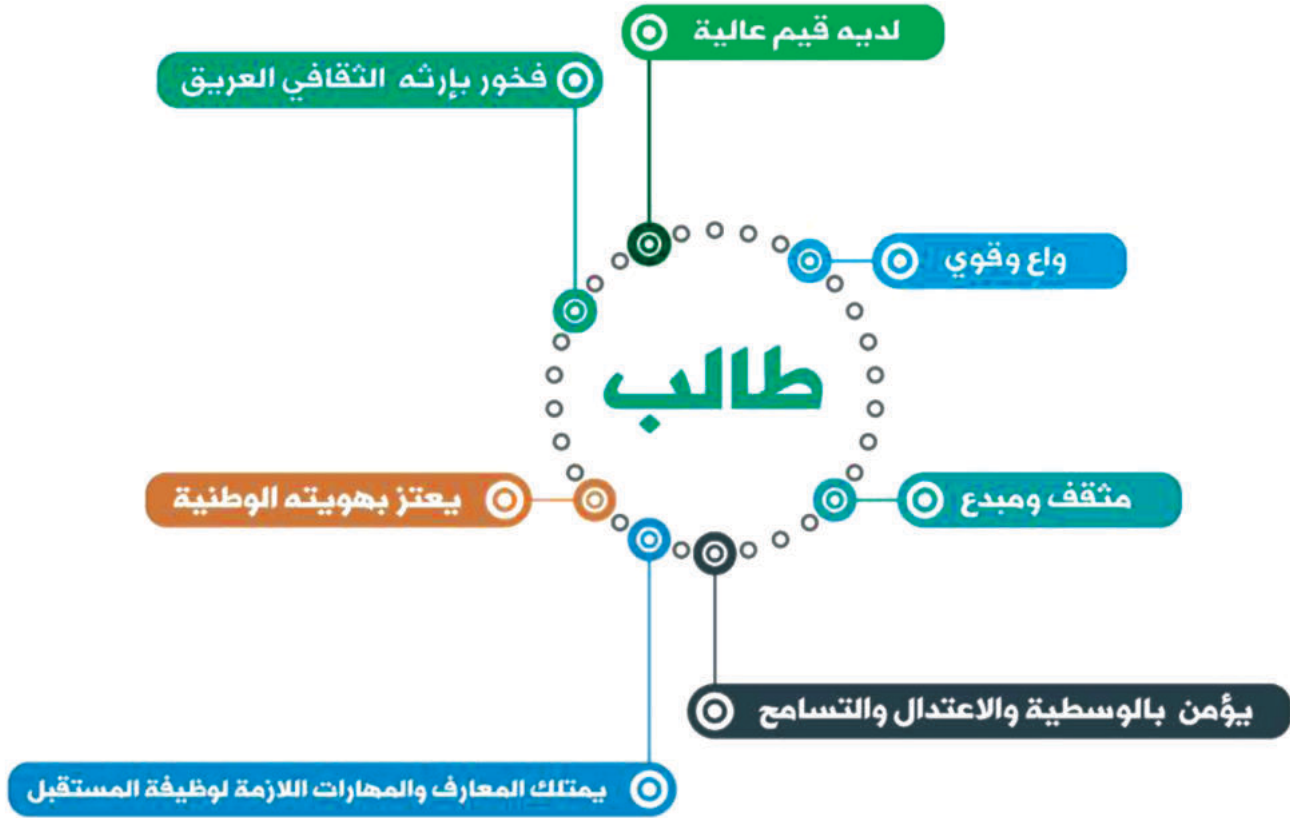 لديه قيم عالية
فخور بإرثه الثقافي العريق
واع وقوي
طالب
يعتز بهويته الوطنية
مثقف ومبدع
يؤمن بالوسطية والاعتدال والتسامح
يمتلك المعارف والمهارات اللازمة لوظيفة المستقبل